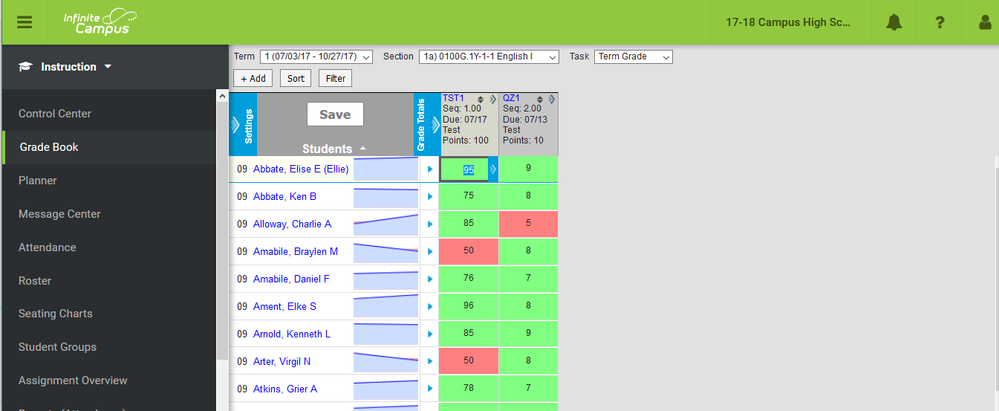 Infinite
Campus
17-18 Campus High Sc...
?
Instruction
Control Center
Grade Book
Planner
Message Center
Attendance
Roster
Seating Charts
Student Groups
Assignment Overview
Term 1 (07/03/17 - 10/27/17) Section 1a) 0100G.1Y-1-1 English I Task Term Grade
+ Add Sort Filter
Settings
Save
Students
Grade Totals
TST1
Seq: 1.00
Due: 07/17
Test
Points: 100
QZ1
Seq: 2.00
Due: 07/13
Test
Points: 10
09 Abbate, Elise E (Ellie) 95 9
09 Abbate, Ken B 75 8
09 Alloway, Charlie A 85 5
09 Amabile, Braylen M 50 8
09 Amabile, Daniel F 76 7
09 Ament, Elke S 96 8
09 Arnold, Kenneth L 85 9
09 Arter, Virgil N 50 8
09 Atkins, Grier A 78 7